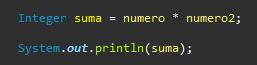 Integer suma = numero * numero2;
System.out.println(suma);